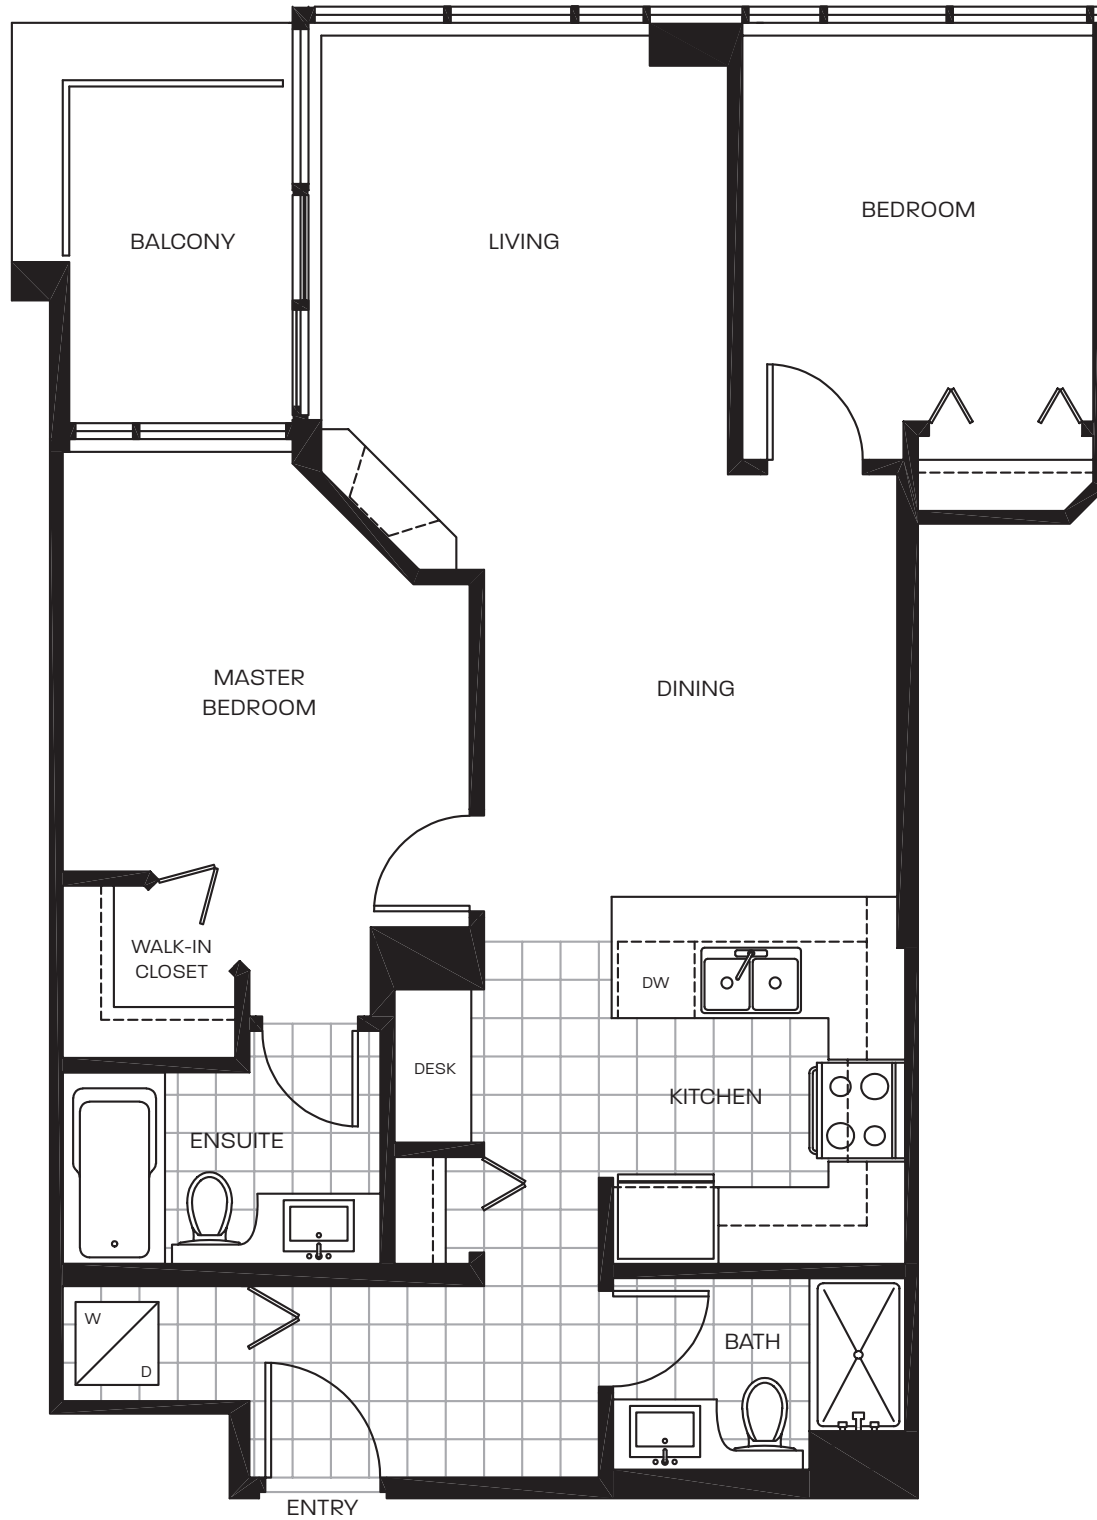 BEDROOM
BALCONY
LIVING
MASTER
BEDROOM
DINING
WALK-IN
CLOSET
DW
DESK
KITCHEN
ENSUITE
W
D
BATH
ENTRY